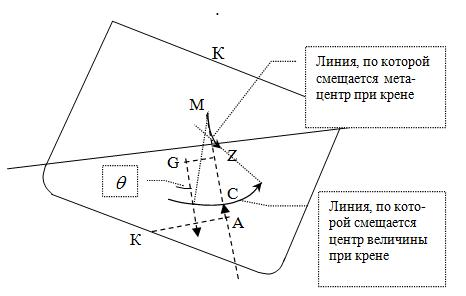 К
Линия, по которой
смещается мета-
центр при крене
М
G
Z
θ
С
К
А
Линия, по кото-
рой смещается
центр величины
при крене